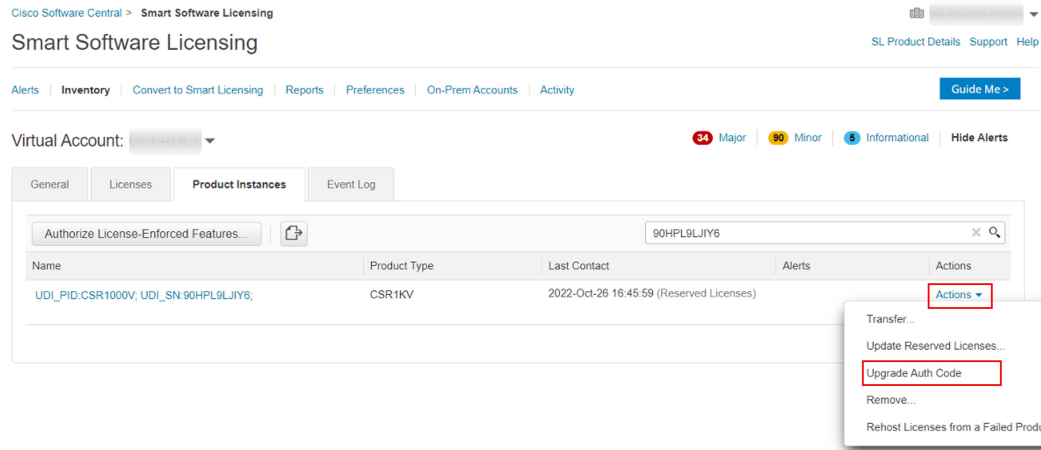 Cisco Software Central > Smart Software Licensing
Smart Software Licensing
SL Product Details Support Help
Alerts Inventory Convert to Smart Licensing Reports Preferences On-Prem Accounts Activity
Guide Me >
Virtual Account:
34 Major 90 Minor 5 Informational Hide Alerts
General Licenses Product Instances Event Log
Authorize License-Enforced Features...
90HPL9LJIY6
Name Product Type Last Contact Alerts Actions
UDI_PID:CSR1000V; UDI_SN:90HPL9LJIY6; CSR1KV 2022-Oct-26 16:45:59 (Reserved Licenses) Actions
Transfer...
Update Reserved Licenses...
Upgrade Auth Code
Remove...
Rehost Licenses from a Failed Produ